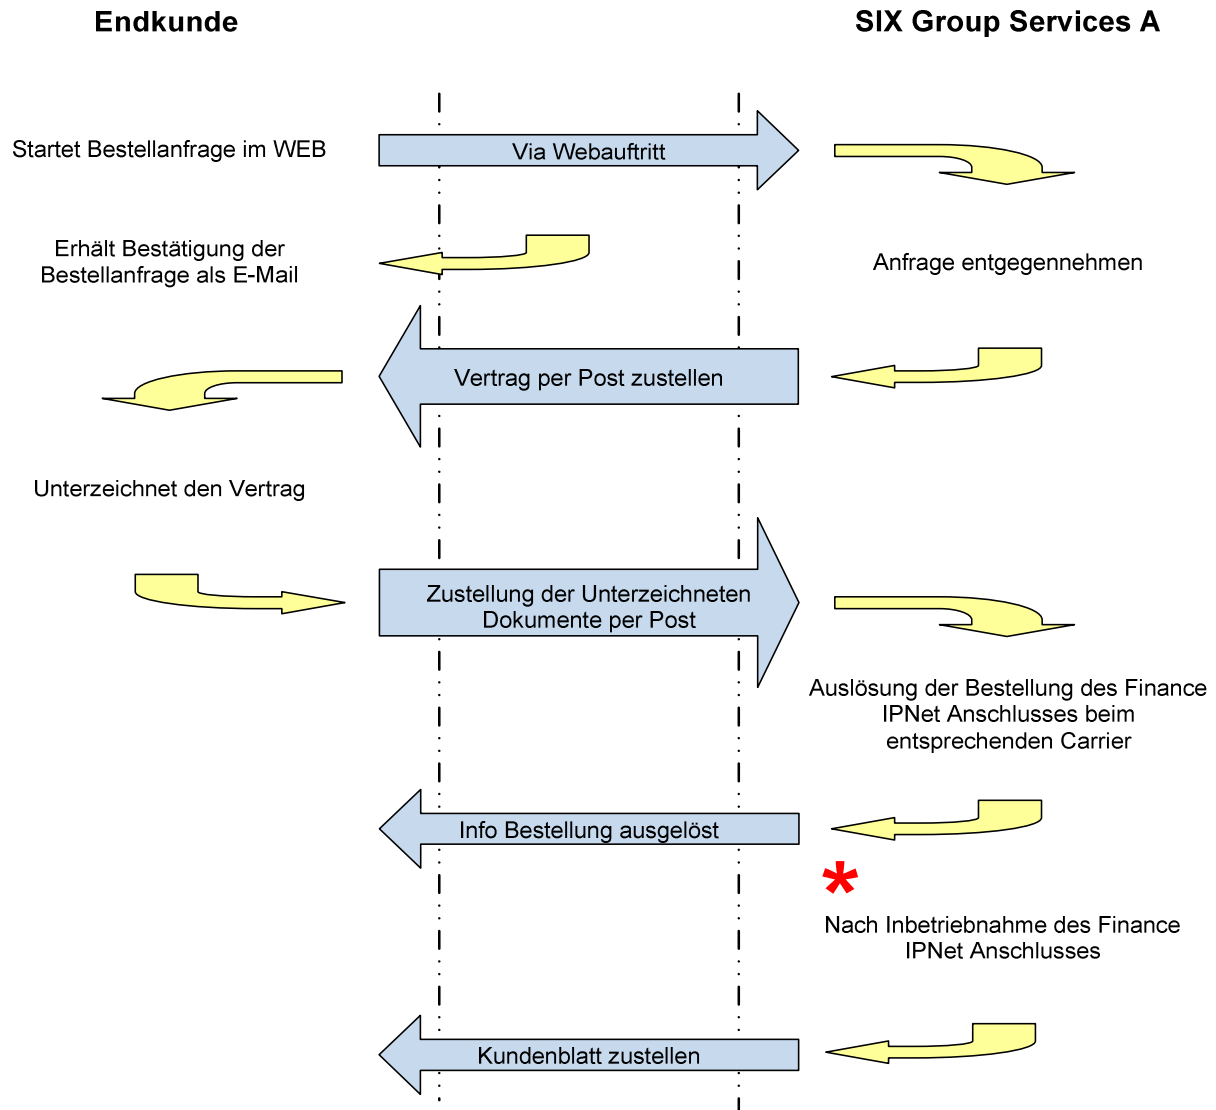 Endkunde
SIX Group Services A
Startet Bestellanfrage im WEB
Via Webauftritt
Erhält Bestätigung der
Bestellanfrage als E-Mail
Anfrage entgegennehmen
Vertrag per Post zustellen
Unterzeichnet den Vertrag
Zustellung der Unterzeichneten
Dokumente per Post
Auslösung der Bestellung des Finance
IPNet Anschlusses beim
entsprechenden Carrier
Info Bestellung ausgelöst
*
Nach Inbetriebnahme des Finance
IPNet Anschlusses
Kundenblatt zustellen